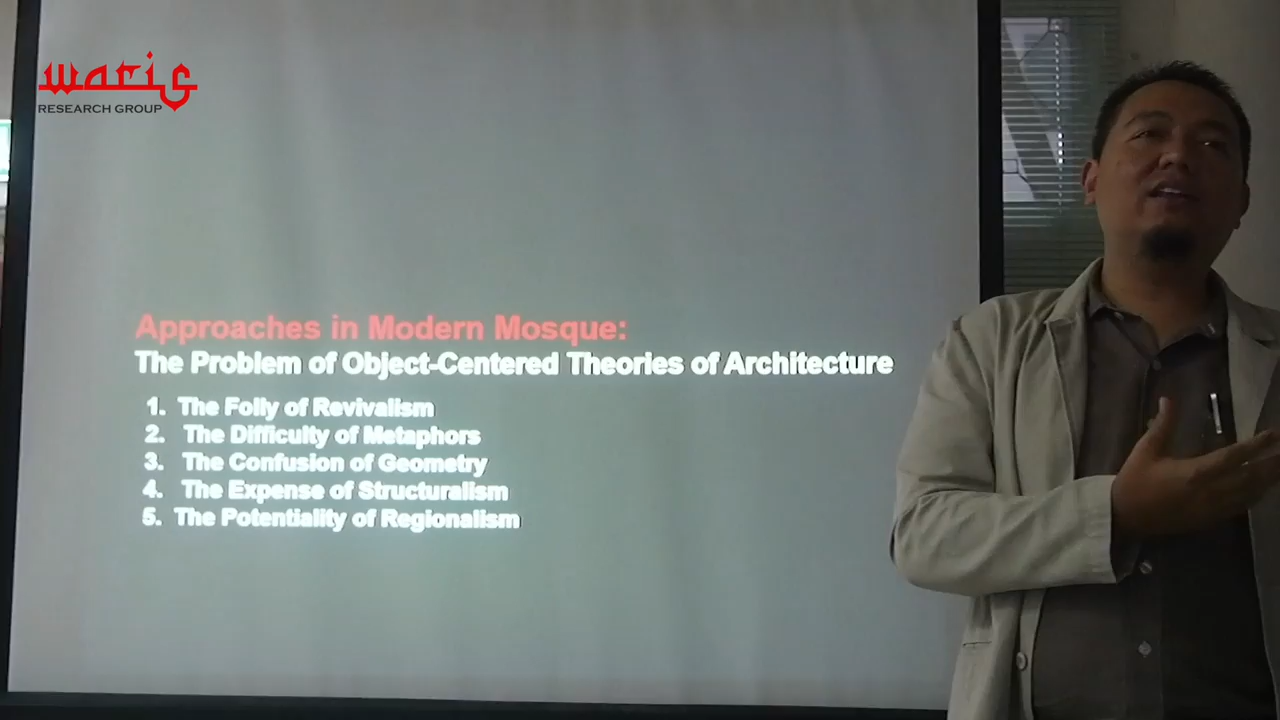 waris
RESEARCH GROUP
Approaches in Modern Mosque:
The Problem of Object-Centered Theories of Architecture
1. The Folly of Revivalism
2. The Difficulty of Metaphors
3. The Confusion of Geometry
4. The Expense of Structuralism
5. The Potentiality of Regionalism